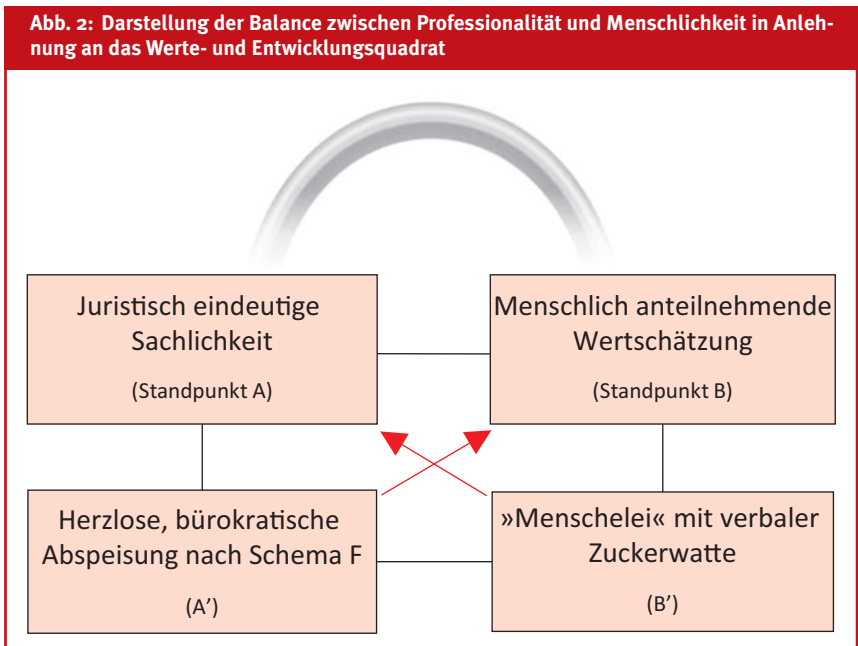 Abb. 2: Darstellung der Balance zwischen Professionalität und Menschlichkeit in Anleh-
nung an das Werte- und Entwicklungsquadrat
Juristisch eindeutige
Sachlichkeit
(Standpunkt A)
Menschlich anteilnehmende
Wertschätzung
(Standpunkt B)
Herzlose, bürokratische
Abspeisung nach Schema F
(A’)
»Menschelei« mit verbaler
Zuckerwatte
(B’)